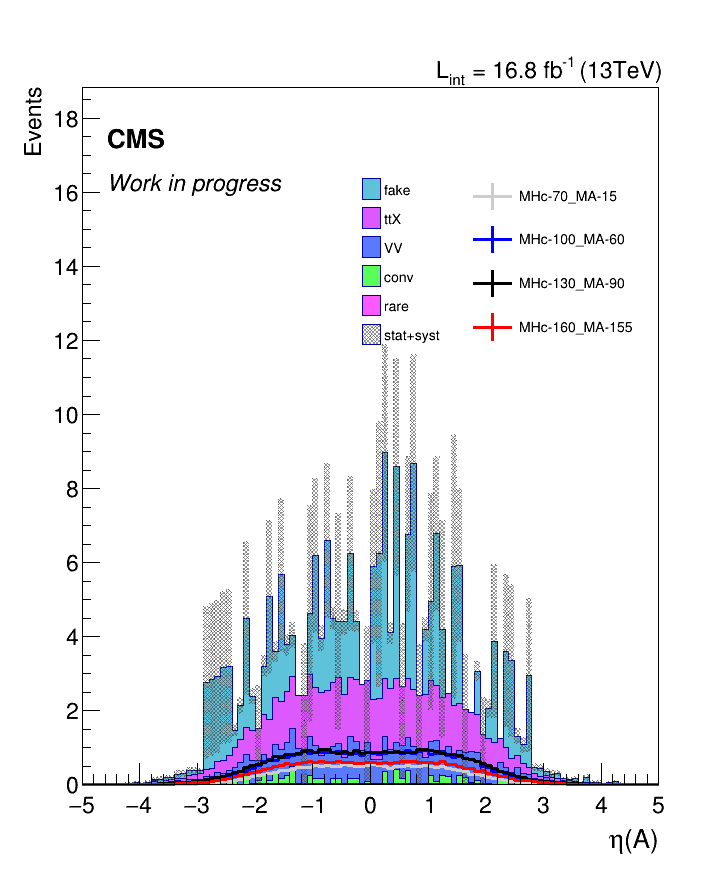 L_int = 16.8 fb^-1 (13TeV)
Events
CMS
Work in progress
fake
ttX
VV
conv
rare
stat+syst
MHc-70_MA-15
MHc-100_MA-60
MHc-130_MA-90
MHc-160_MA-155
18
16
14
12
10
8
6
4
2
0
−5 −4 −3 −2 −1 0 1 2 3 4 5
η(A)